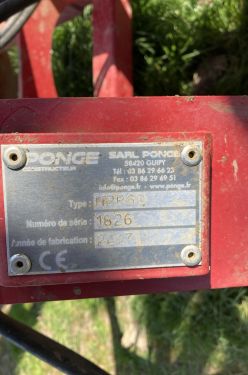 PONGE
CONSTRUCTEUR
SARL PONGE
58420 GUIPY
Tél : 03 86 29 66 23
Fax : 03 86 29 69 51
info@ponge.fr - www.ponge.fr
Type :
Numéro de série : 1626
Année de fabrication :
CE